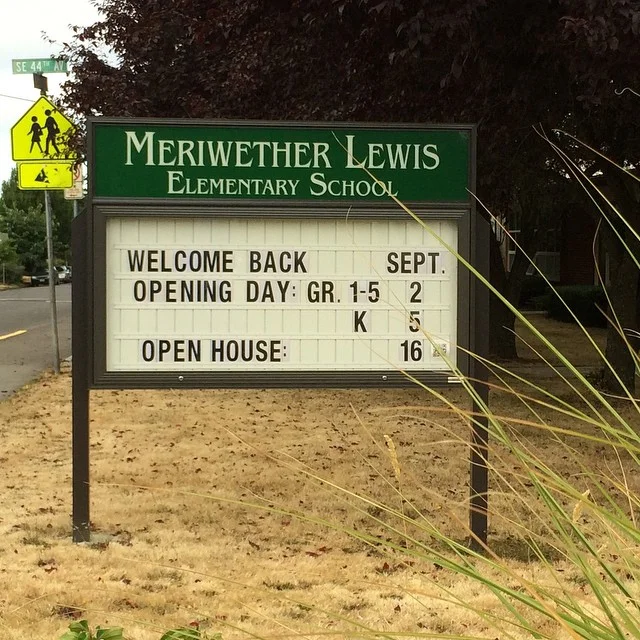 SE 44TH AV
MERIWETHER LEWIS
ELEMENTARY SCHOOL
WELCOME BACK SEPT.
OPENING DAY: GR. 1-5 2
K 5
OPEN HOUSE: 16